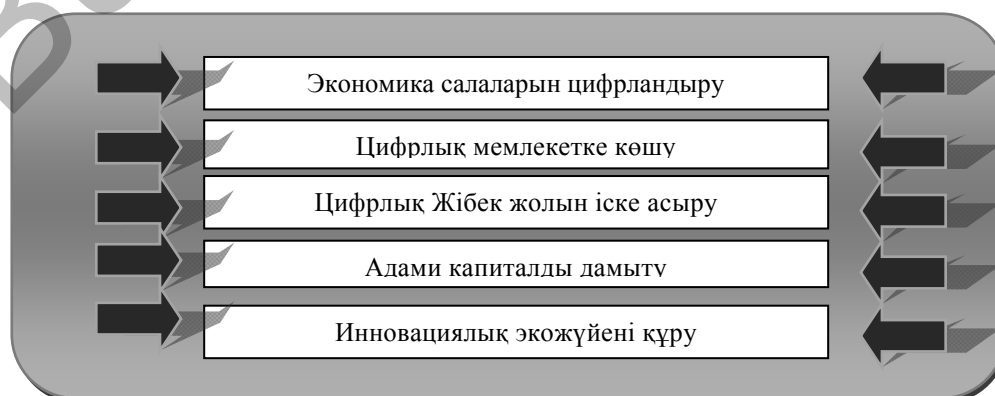 Экономика салаларын цифрландыру
Цифрлық мемлекетке көшу
Цифрлық Жібек жолын іске асыру
Адами капиталды дамыту
Инновациялық экожүйені құру